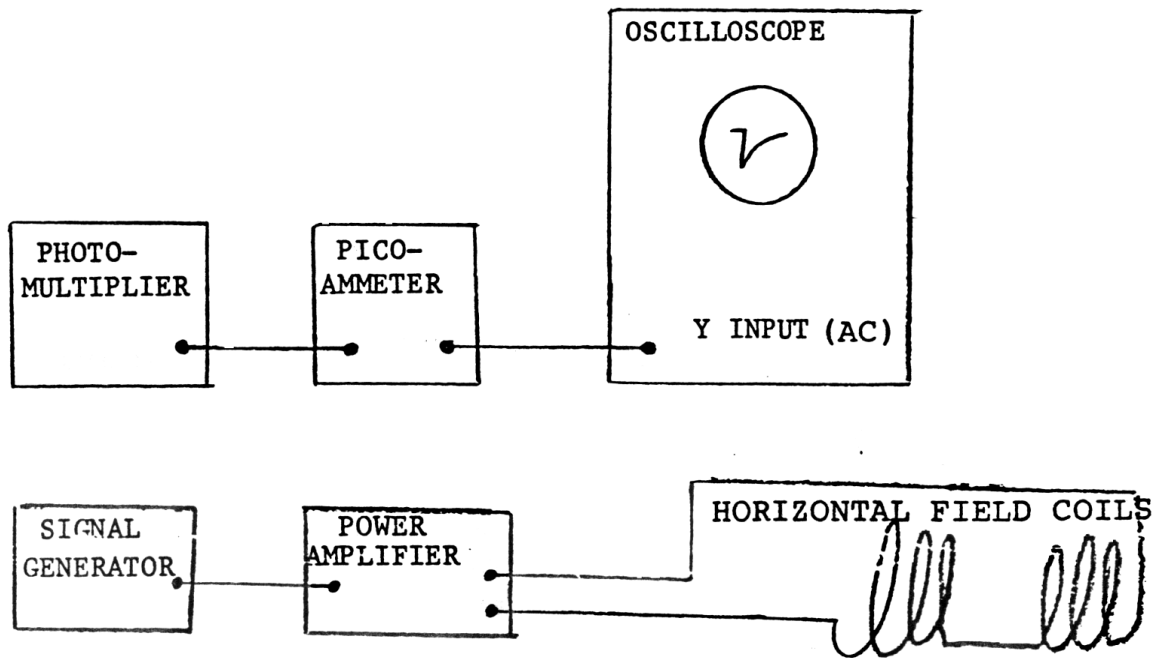 OSCILLOSCOPE
PHOTO-
MULTIPLIER
PICO-
AMMETER
Y INPUT (AC)
SIGNAL
GENERATOR
POWER
AMPLIFIER
HORIZONTAL FIELD COILS